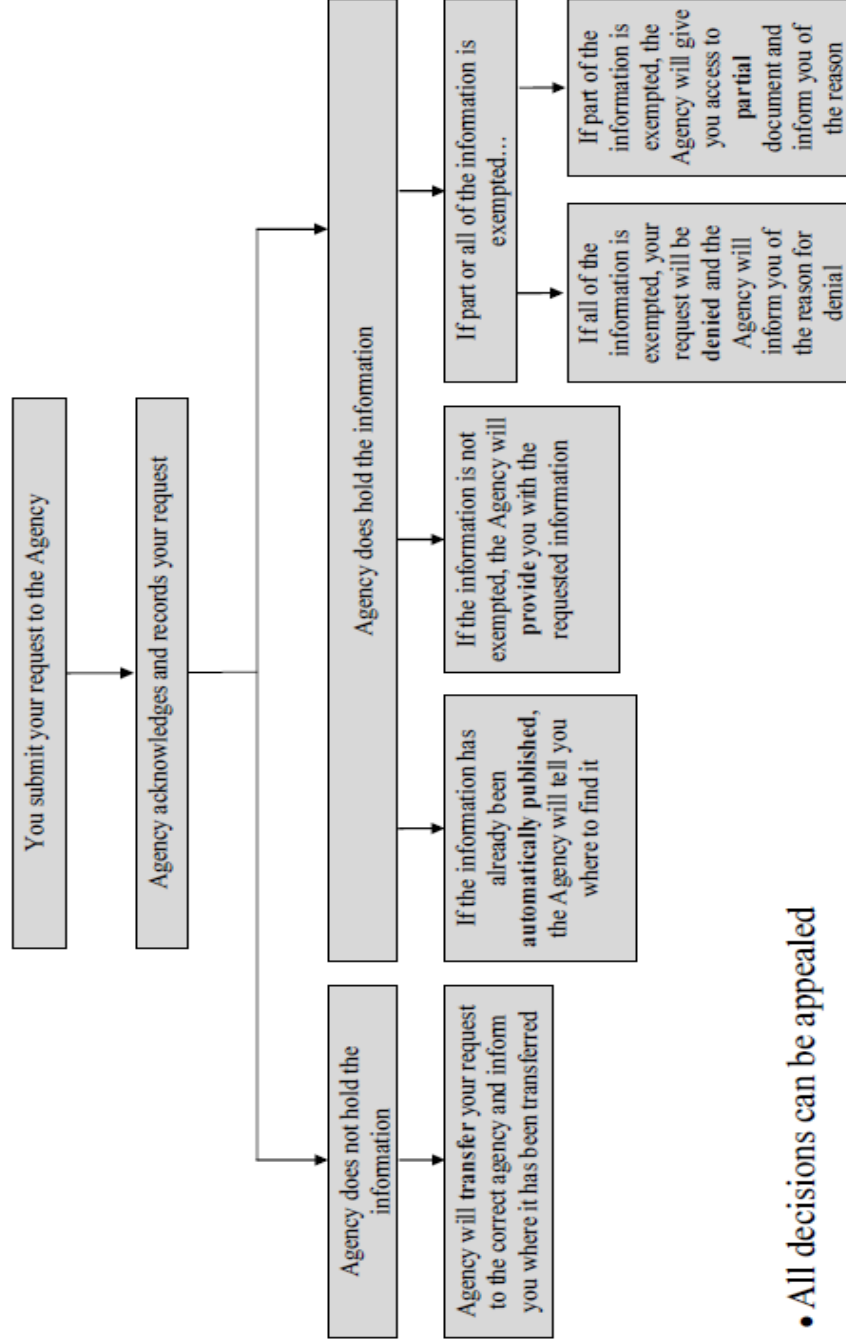 You submit your request to the Agency
Agency acknowledges and records your request
Agency does not hold the
information
Agency will transfer your request
to the correct agency and inform
you where it has been transferred
Agency does hold the information
If the information has
already been
automatically published,
the Agency will tell you
where to find it
If the information is not
exempted, the Agency will
provide you with the
requested information
If part or all of the information is
exempted…
If all of the
information is
exempted, your
request will be
denied and the
Agency will
inform you of
the reason for
denial
If part of the
information is
exempted, the
Agency will give
you access to
partial
document and
inform you of
the reason
• All decisions can be appealed